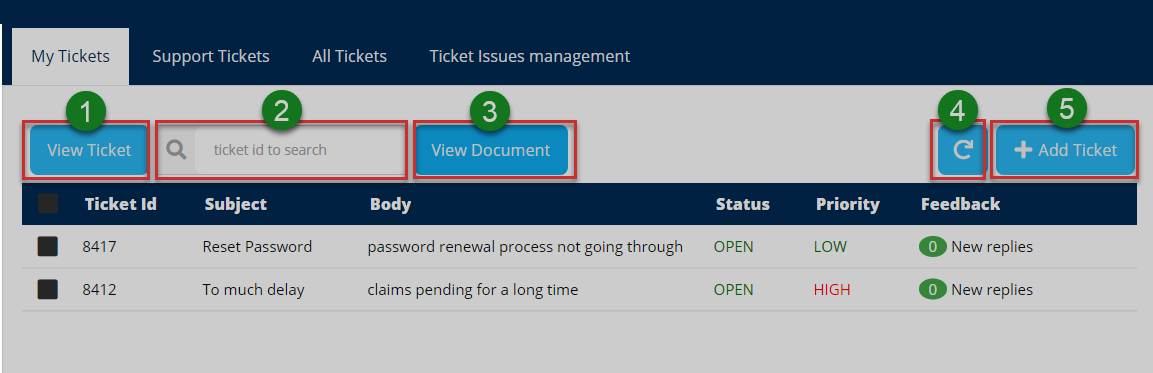 My Tickets Support Tickets All Tickets Ticket Issues management
1 2 3 4 5
View Ticket ticket id to search View Document Add Ticket
Ticket Id Subject Body Status Priority Feedback
8417 Reset Password password renewal process not going through OPEN LOW 0 New replies
8412 To much delay claims pending for a long time OPEN HIGH 0 New replies